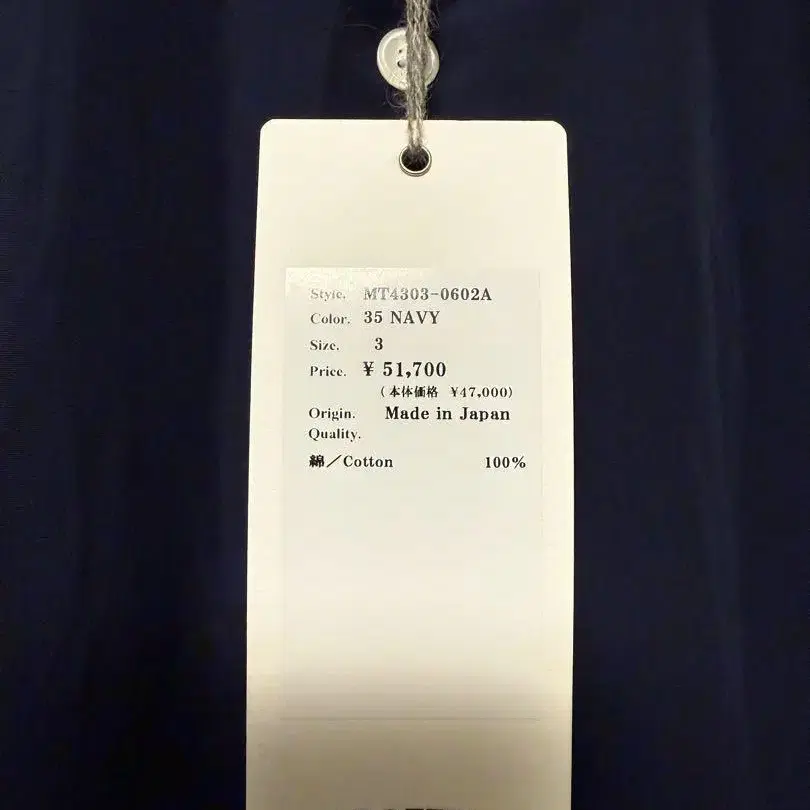 Style. MT4303-0602A
Color. 35 NAVY
Size. 3
Price. ¥ 51,700
(本体価格 ¥47,000)
Origin. Made in Japan
Quality.
綿／Cotton 100%